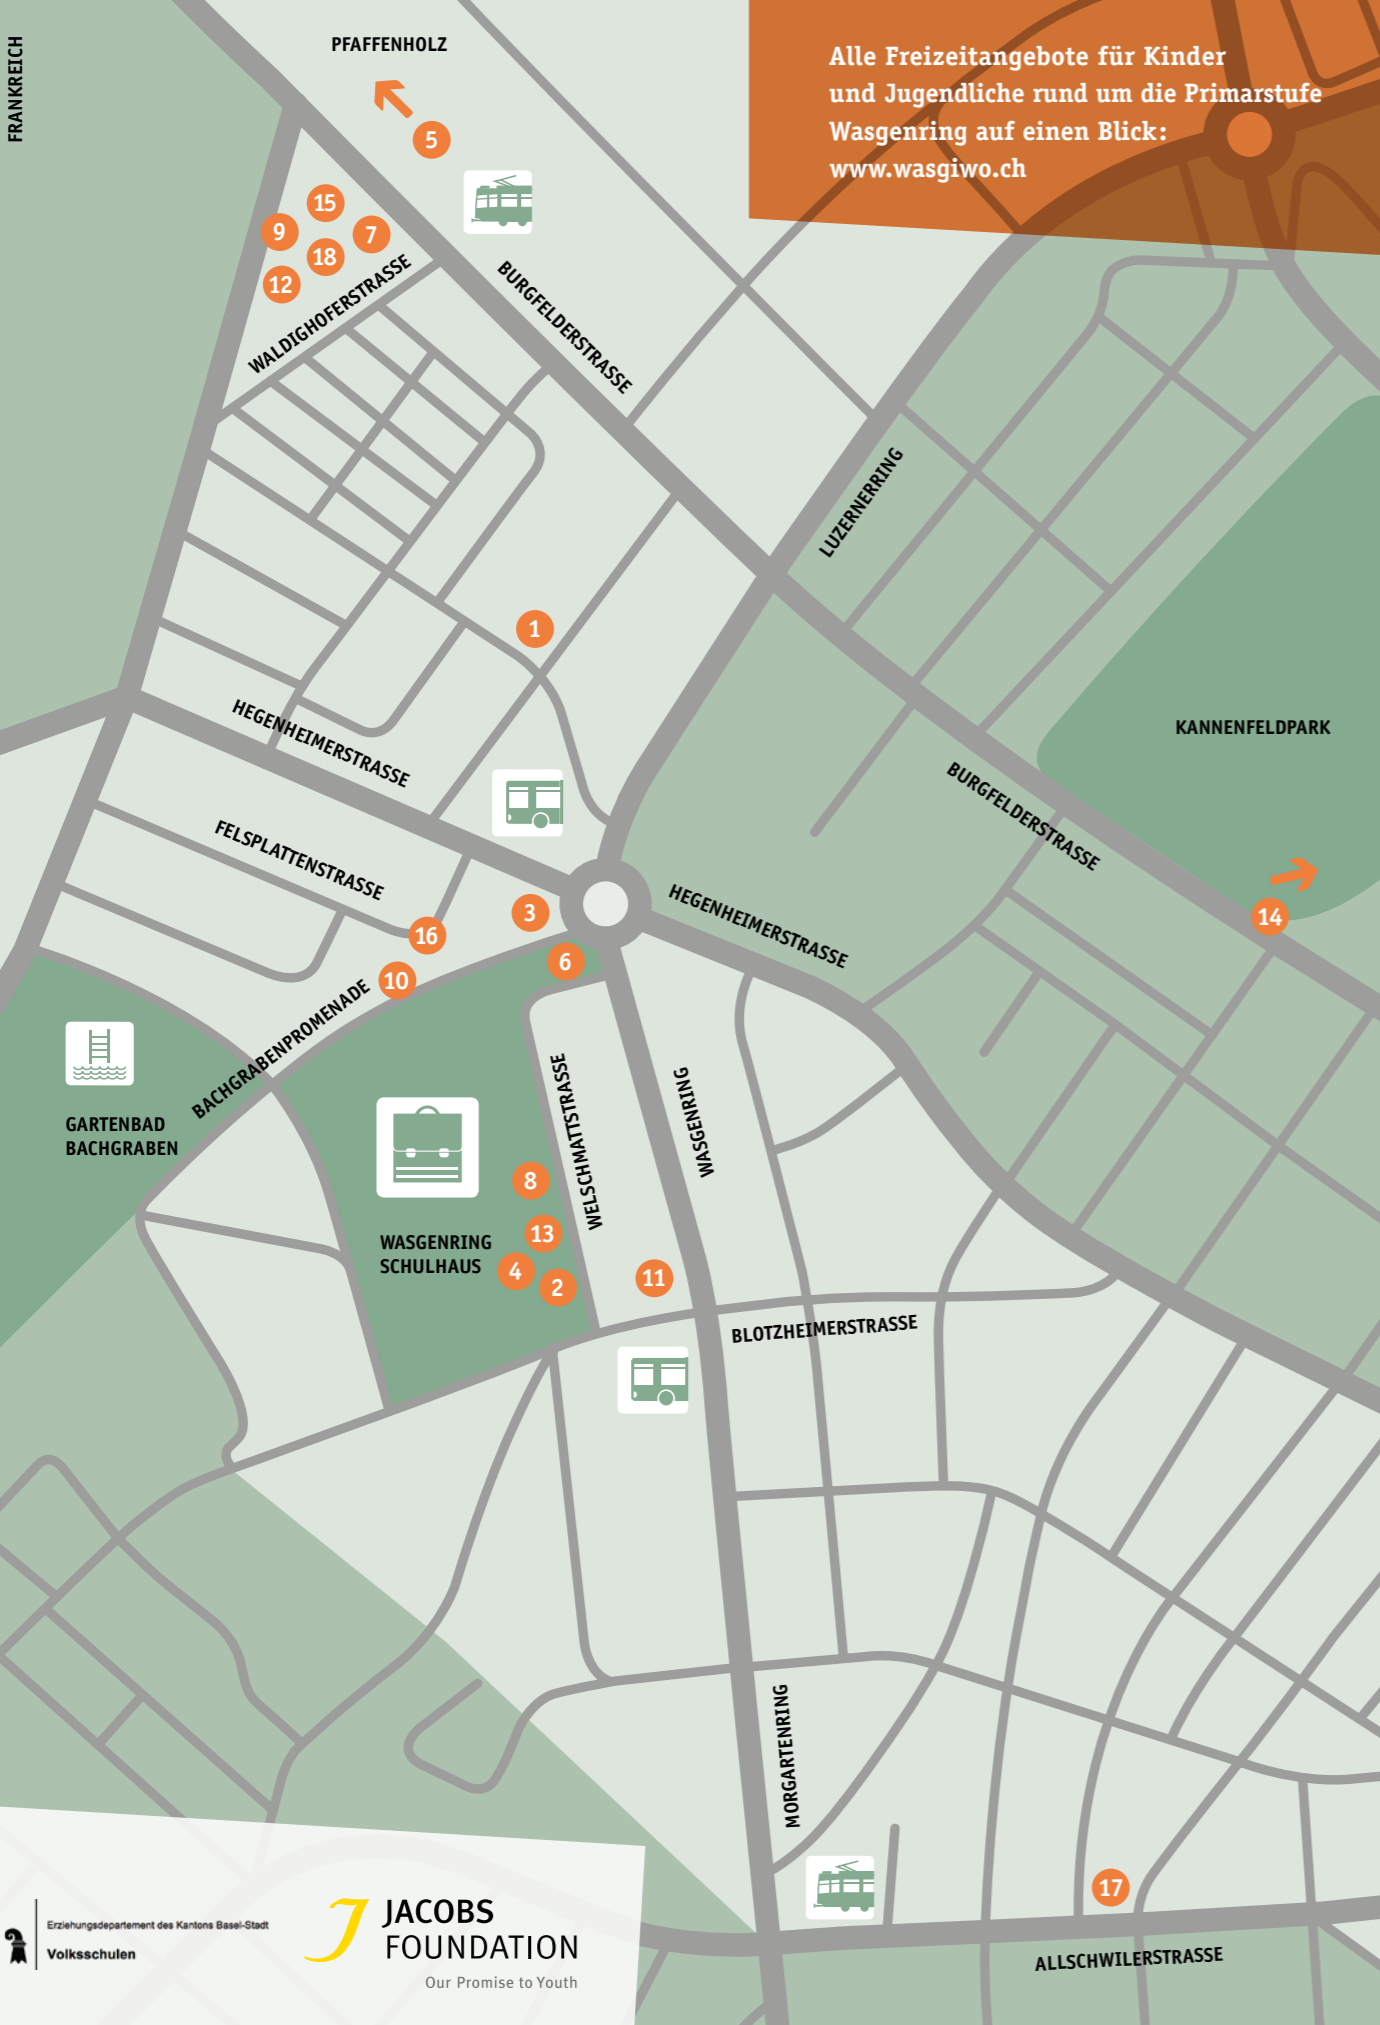 FRANKREICH
PFAFFENHOLZ
Alle Freizeitangebote für Kinder
und Jugendliche rund um die Primarstufe
Wasgenring auf einen Blick:
www.wasgiwo.ch
5
15
9
7
18
12
WALDIGHOFERSTRASSE
BURGFELDERSTRASSE
LUZERNERRING
1
HEGENHEIMERSTRASSE
KANNENFELDPARK
BURGFELDERSTRASSE
FELSPLATTENSTRASSE
14
3
HEGENHEIMERSTRASSE
16
6
10
BACHGRABENPROMENADE
GARTENBAD
BACHGRABEN
WELSCHMATTSTRASSE
WASGENRING
8
13
WASGENRING
SCHULHAUS
4
2
11
BLOTZHEIMERSTRASSE
MORGARTENRING
17
ALLSCHWILERSTRASSE
Erziehungsdepartement des Kantons Basel-Stadt
Volksschulen
JACOBS
FOUNDATION
Our Promise to Youth